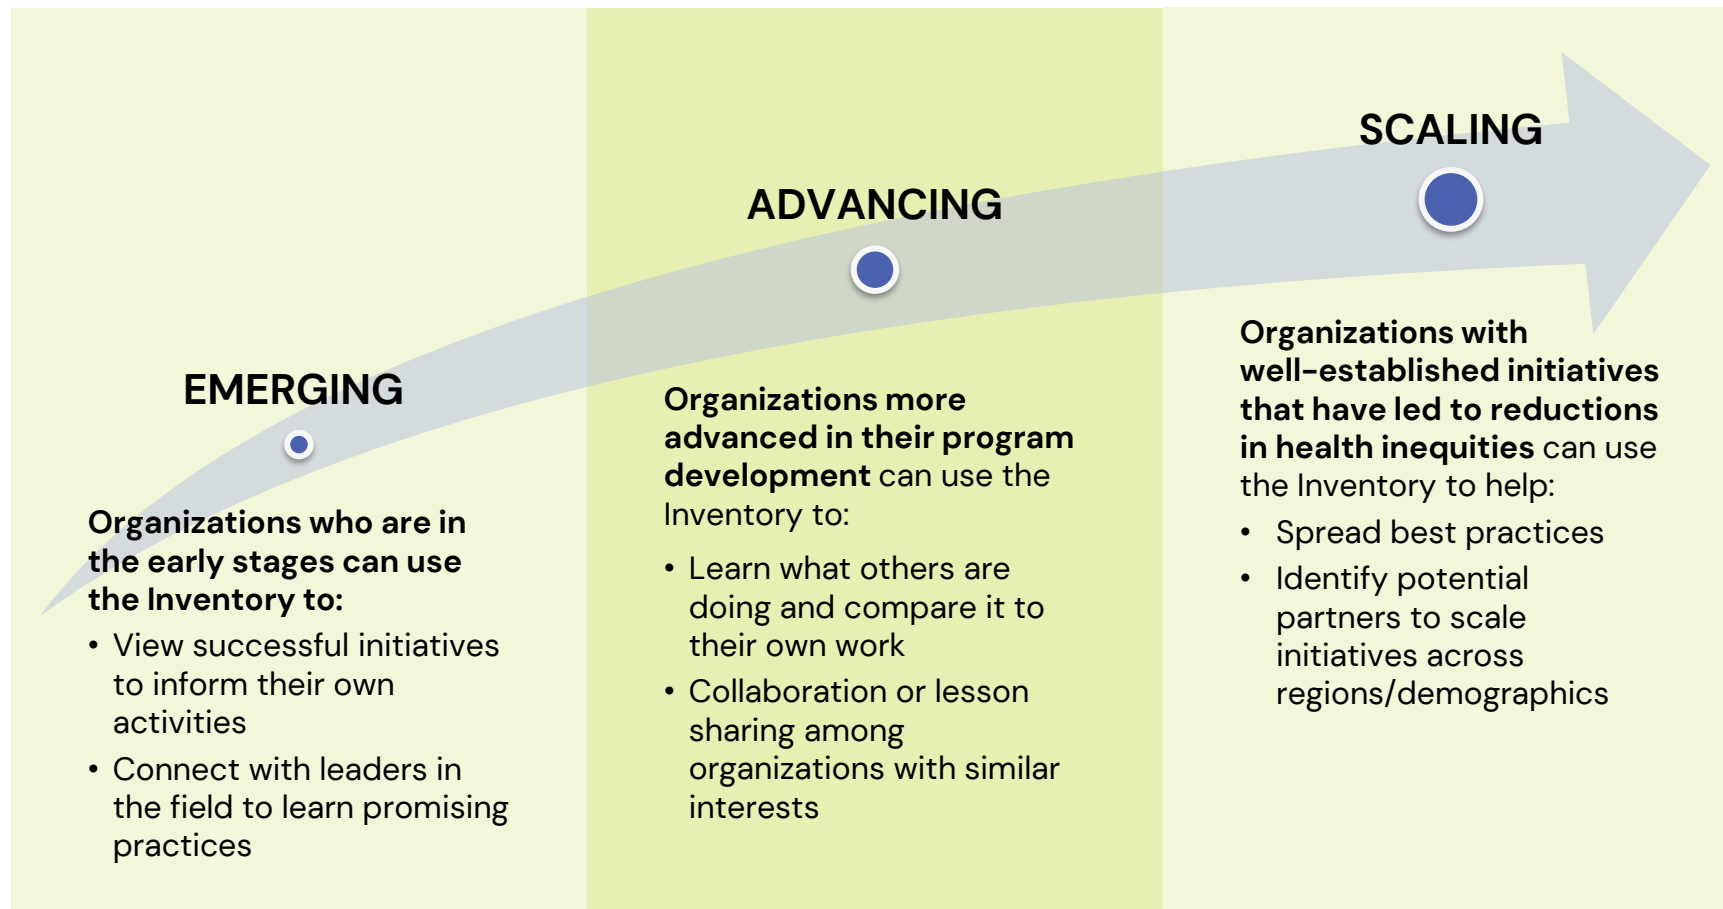 EMERGING
Organizations who are in
the early stages can use
the Inventory to:
• View successful initiatives
to inform their own
activities
• Connect with leaders in
the field to learn promising
practices
ADVANCING
Organizations more
advanced in their program
development can use the
Inventory to:
• Learn what others are
doing and compare it to
their own work
• Collaboration or lesson
sharing among
organizations with similar
interests
SCALING
Organizations with
well-established initiatives
that have led to reductions
in health inequities can use
the Inventory to help:
• Spread best practices
• Identify potential
partners to scale
initiatives across
regions/demographics